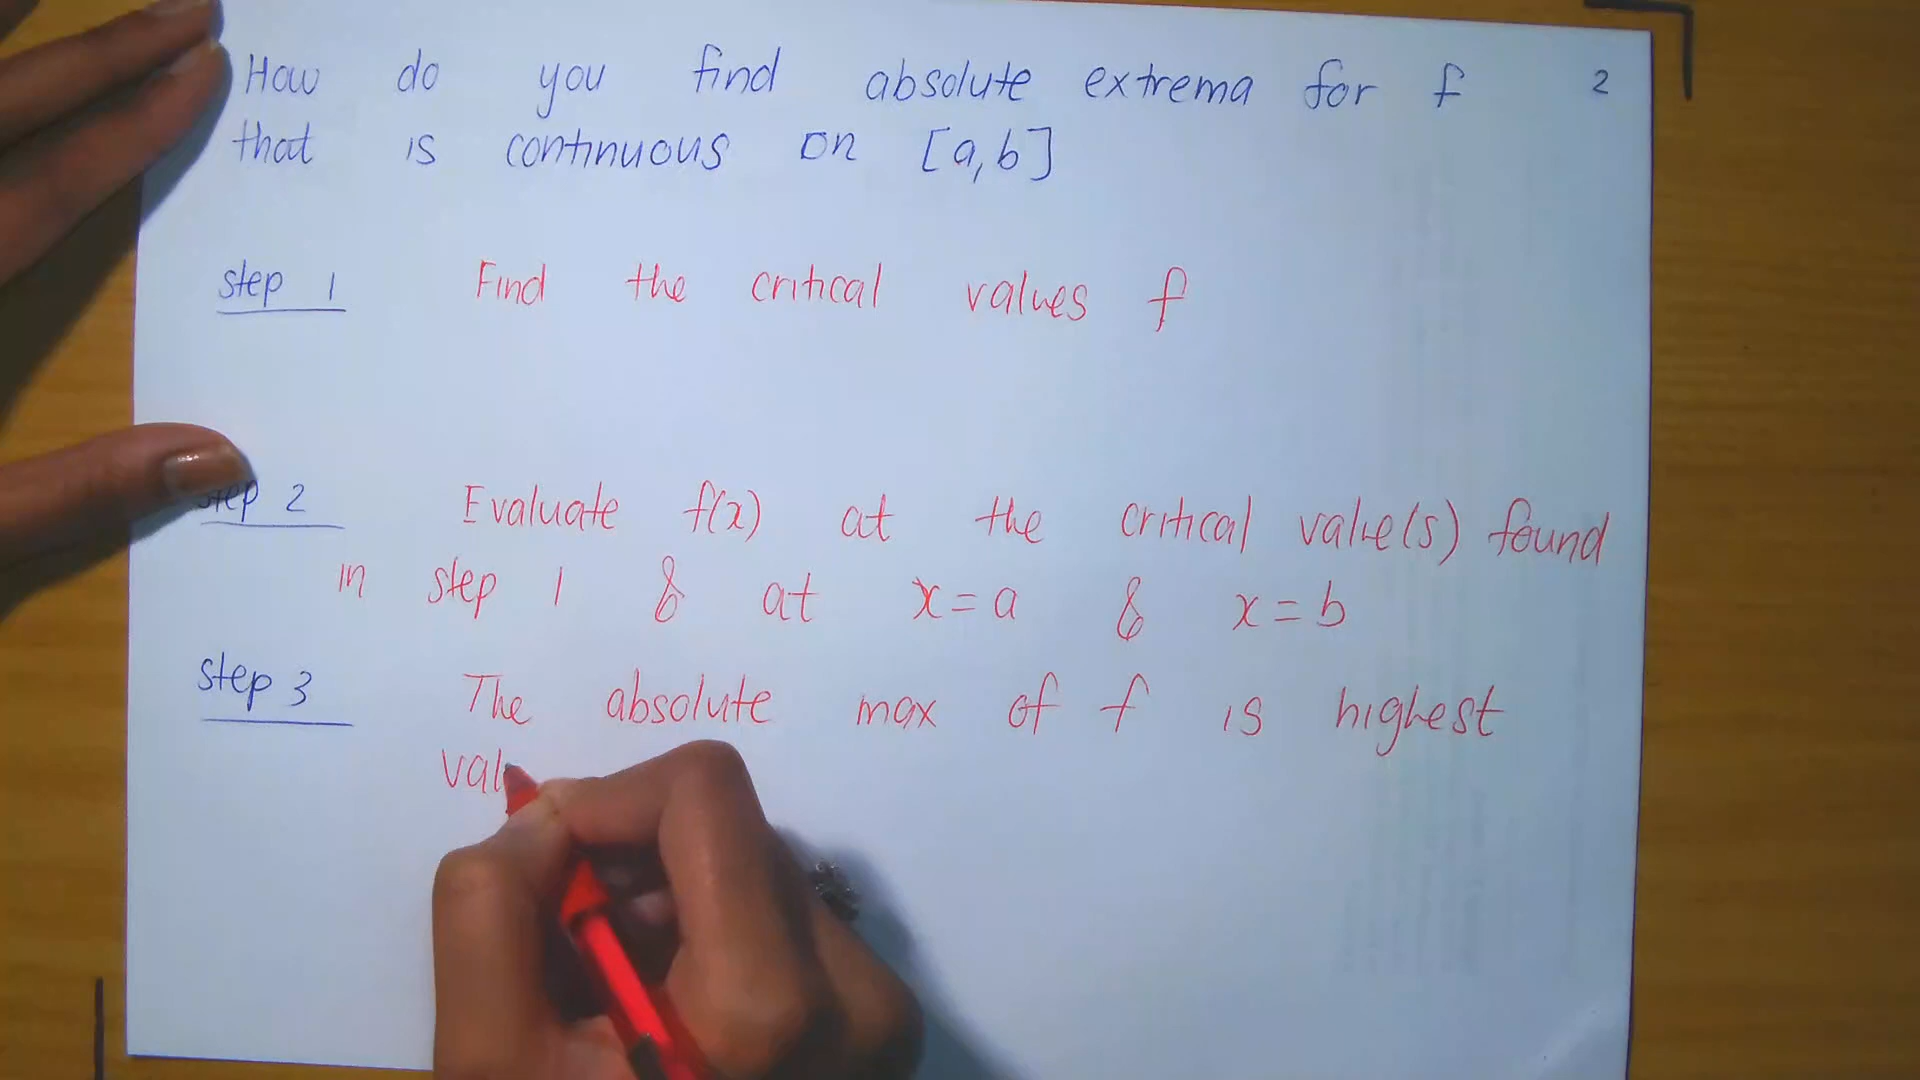 How do you find absolute extrema for f 2
that is continuous on [a,b]
step 1 Find the critical values f
step 2 Evaluate f(x) at the critical value(s) found
in step 1 & at x = a & x = b
step 3 The absolute max of f is highest
val